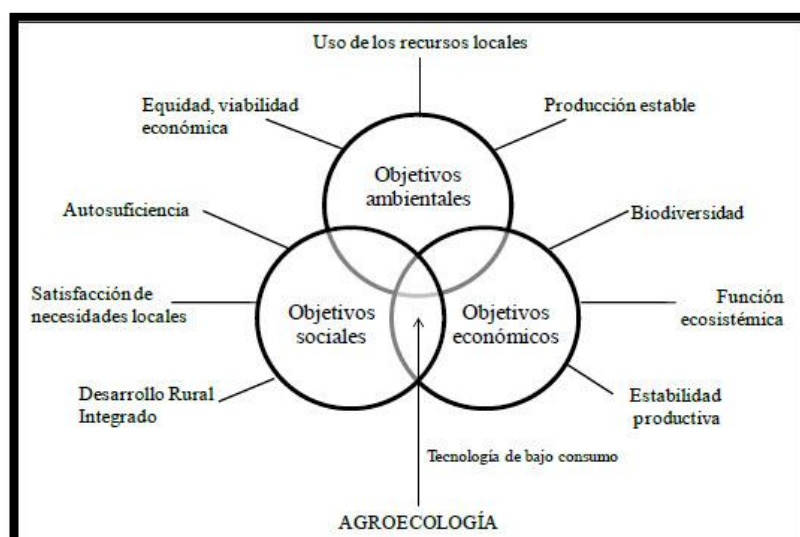 Uso de los recursos locales
Equidad, viabilidad
económica
Producción estable
Objetivos
ambientales
Autosuficiencia
Biodiversidad
Satisfacción de
necesidades locales
Objetivos
sociales
Objetivos
económicos
Función
ecosistémica
Desarrollo Rural
Integrado
Estabilidad
productiva
Tecnología de bajo consumo
AGROECOLOGÍA